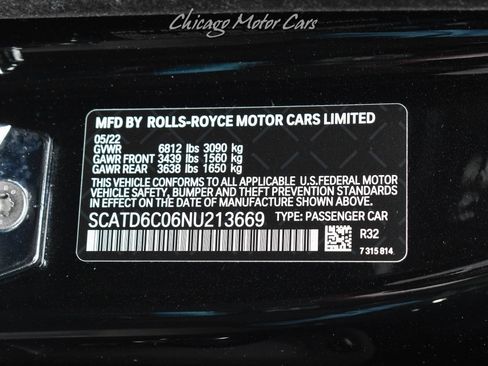 Chicago Motor Cars
MFD BY ROLLS-ROYCE MOTOR CARS LIMITED
05/22
GVWR 6812 lbs 3090 kg
GAWR FRONT 3439 lbs 1560 kg
GAWR REAR 3638 lbs 1650 kg
THIS VEHICLE CONFORMS TO ALL APPLICABLE U.S.FEDERAL MOTOR
VEHICLE SAFETY, BUMPER AND THEFT PREVENTION STANDARDS
IN EFFECT ON THE DATE OF MANUFACTURE SHOWN ABOVE.
SCATD6C06NU213669 TYPE: PASSENGER CAR
R32
7 315 814